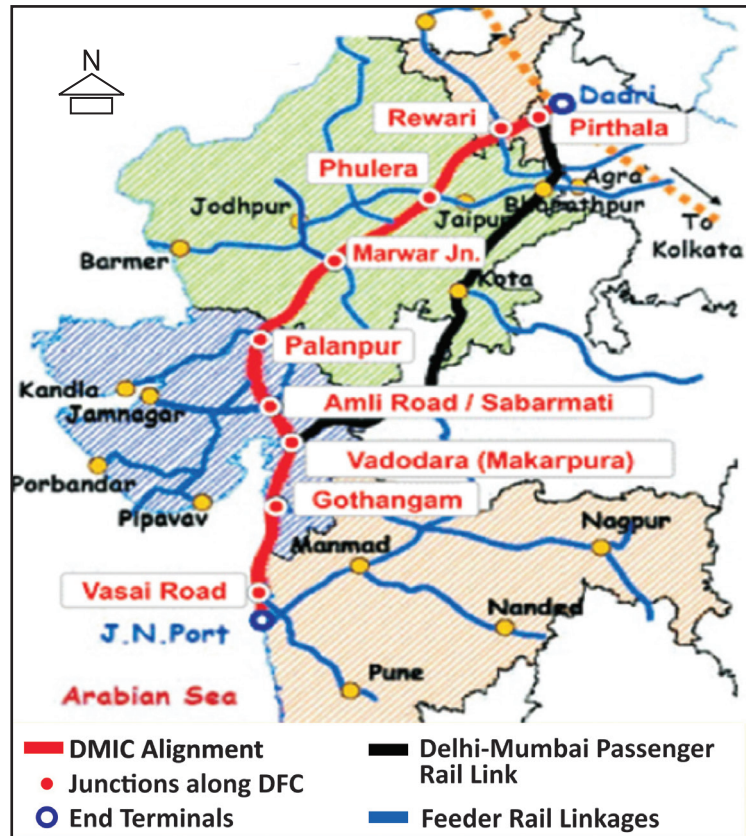 N
Dadri
Rewari
Pirthala
Phulera
Agra
Bharathpur
Jodhpur
Jaipur
To
Kolkata
Barmer
Marwar Jn.
Kota
Palanpur
Kandla
Jamnagar
Amli Road / Sabarmati
Vadodara (Makarpura)
Porbandar
Pipavav
Gothangam
Nagpur
Manmad
Vasai Road
Nanded
J.N.Port
Pune
Arabian Sea
DMIC Alignment
Junctions along DFC
End Terminals
Delhi-Mumbai Passenger
Rail Link
Feeder Rail Linkages